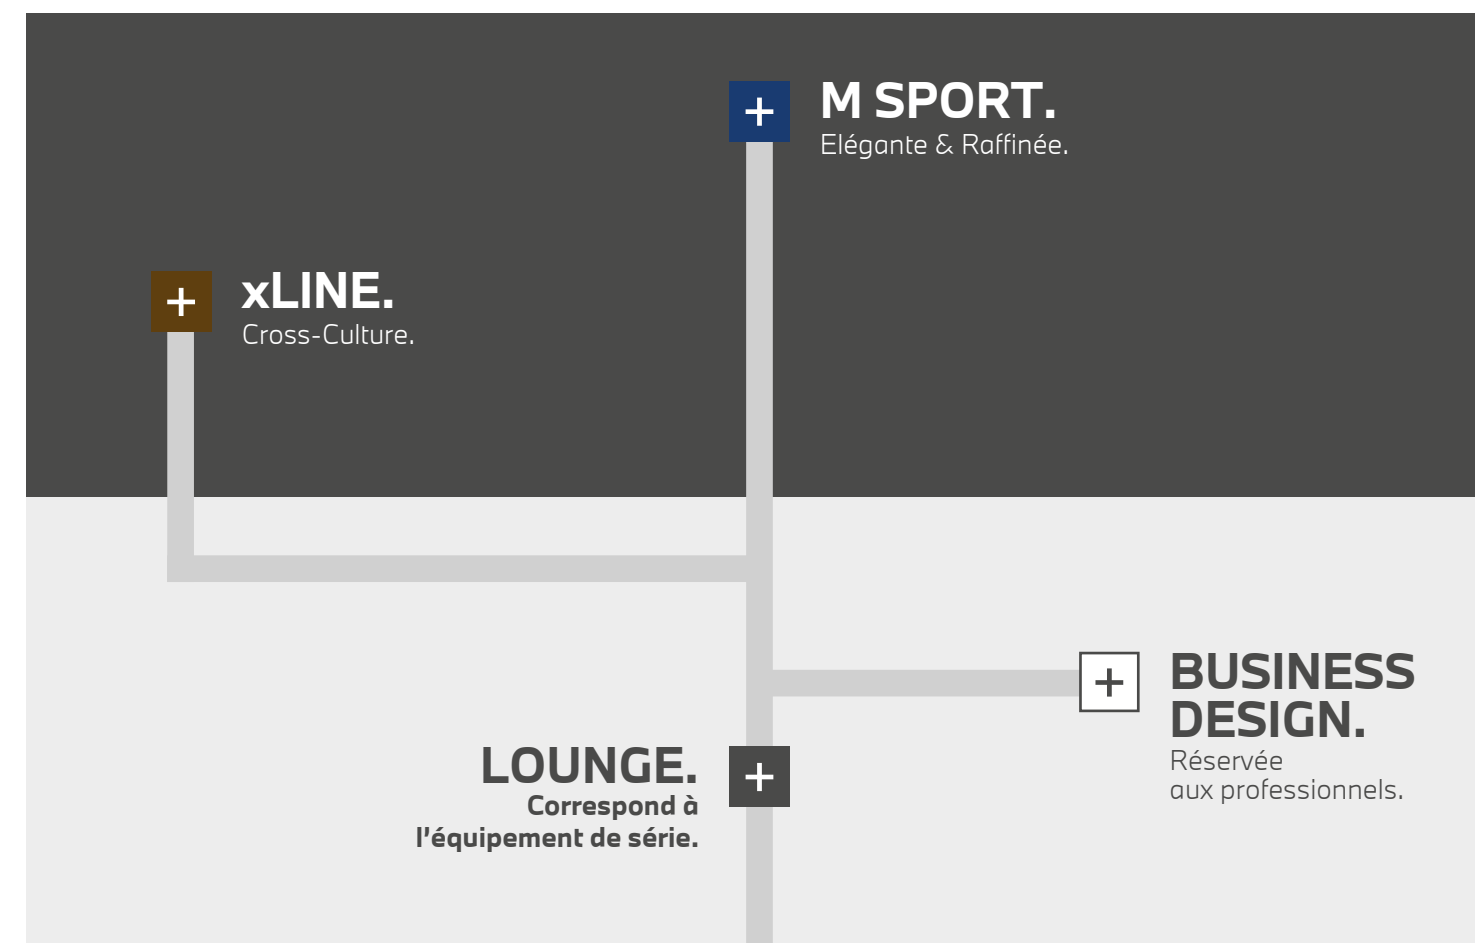 M SPORT.
Elégante & Raffinée.
xLINE.
Cross-Culture.
BUSINESS
DESIGN.
Réservée
aux professionnels.
LOUNGE.
Correspond à
l'équipement de série.